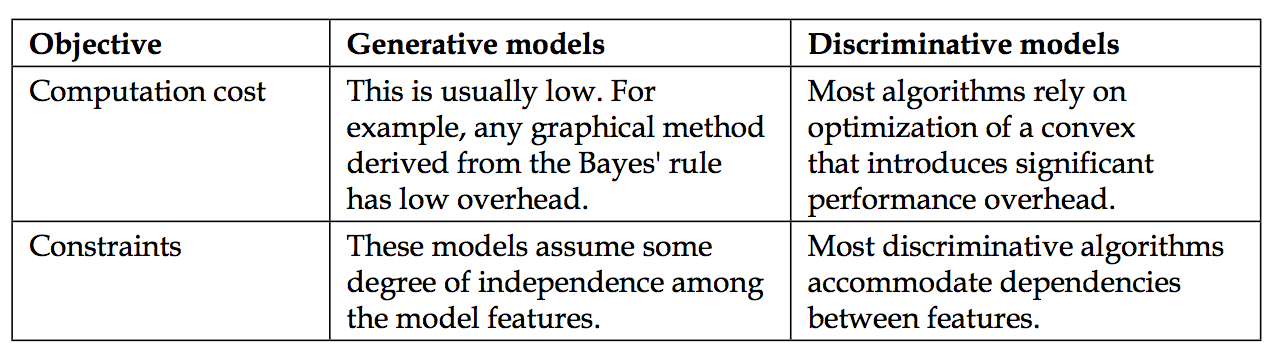 Objective Generative models Discriminative models
Computation cost This is usually low. For example, any graphical method derived from the Bayes' rule has low overhead. Most algorithms rely on optimization of a convex that introduces significant performance overhead.
Constraints These models assume some degree of independence among the model features. Most discriminative algorithms accommodate dependencies between features.